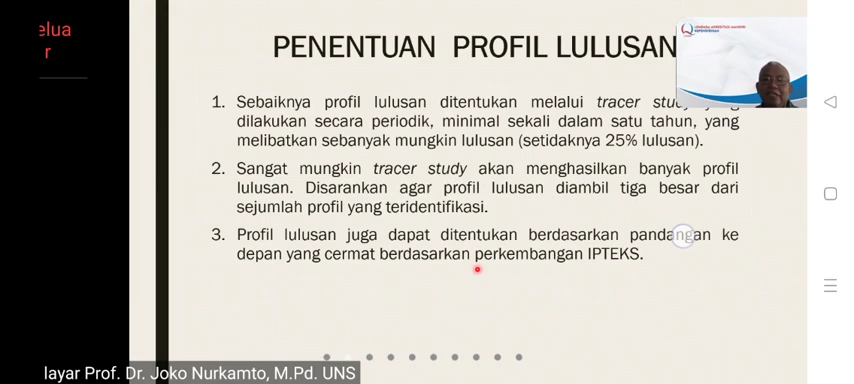 elua
r
PENENTUAN PROFIL LULUSAN
1. Sebaiknya profil lulusan ditentukan melalui tracer
dilakukan secara periodik, minimal sekali dalam satu tahun, yang
melibatkan sebanyak mungkin lulusan (setidaknya 25% lulusan).
2. Sangat mungkin tracer study akan menghasilkan banyak profil
lulusan. Disarankan agar profil lulusan diambil tiga besar dari
sejumlah profil yang teridentifikasi.
3. Profil lulusan juga dapat ditentukan berdasarkan pandangan ke
depan yang cermat berdasarkan perkembangan IPTEKS.
layar Prof. Dr. Joko Nurkamto, M.Pd. UNS